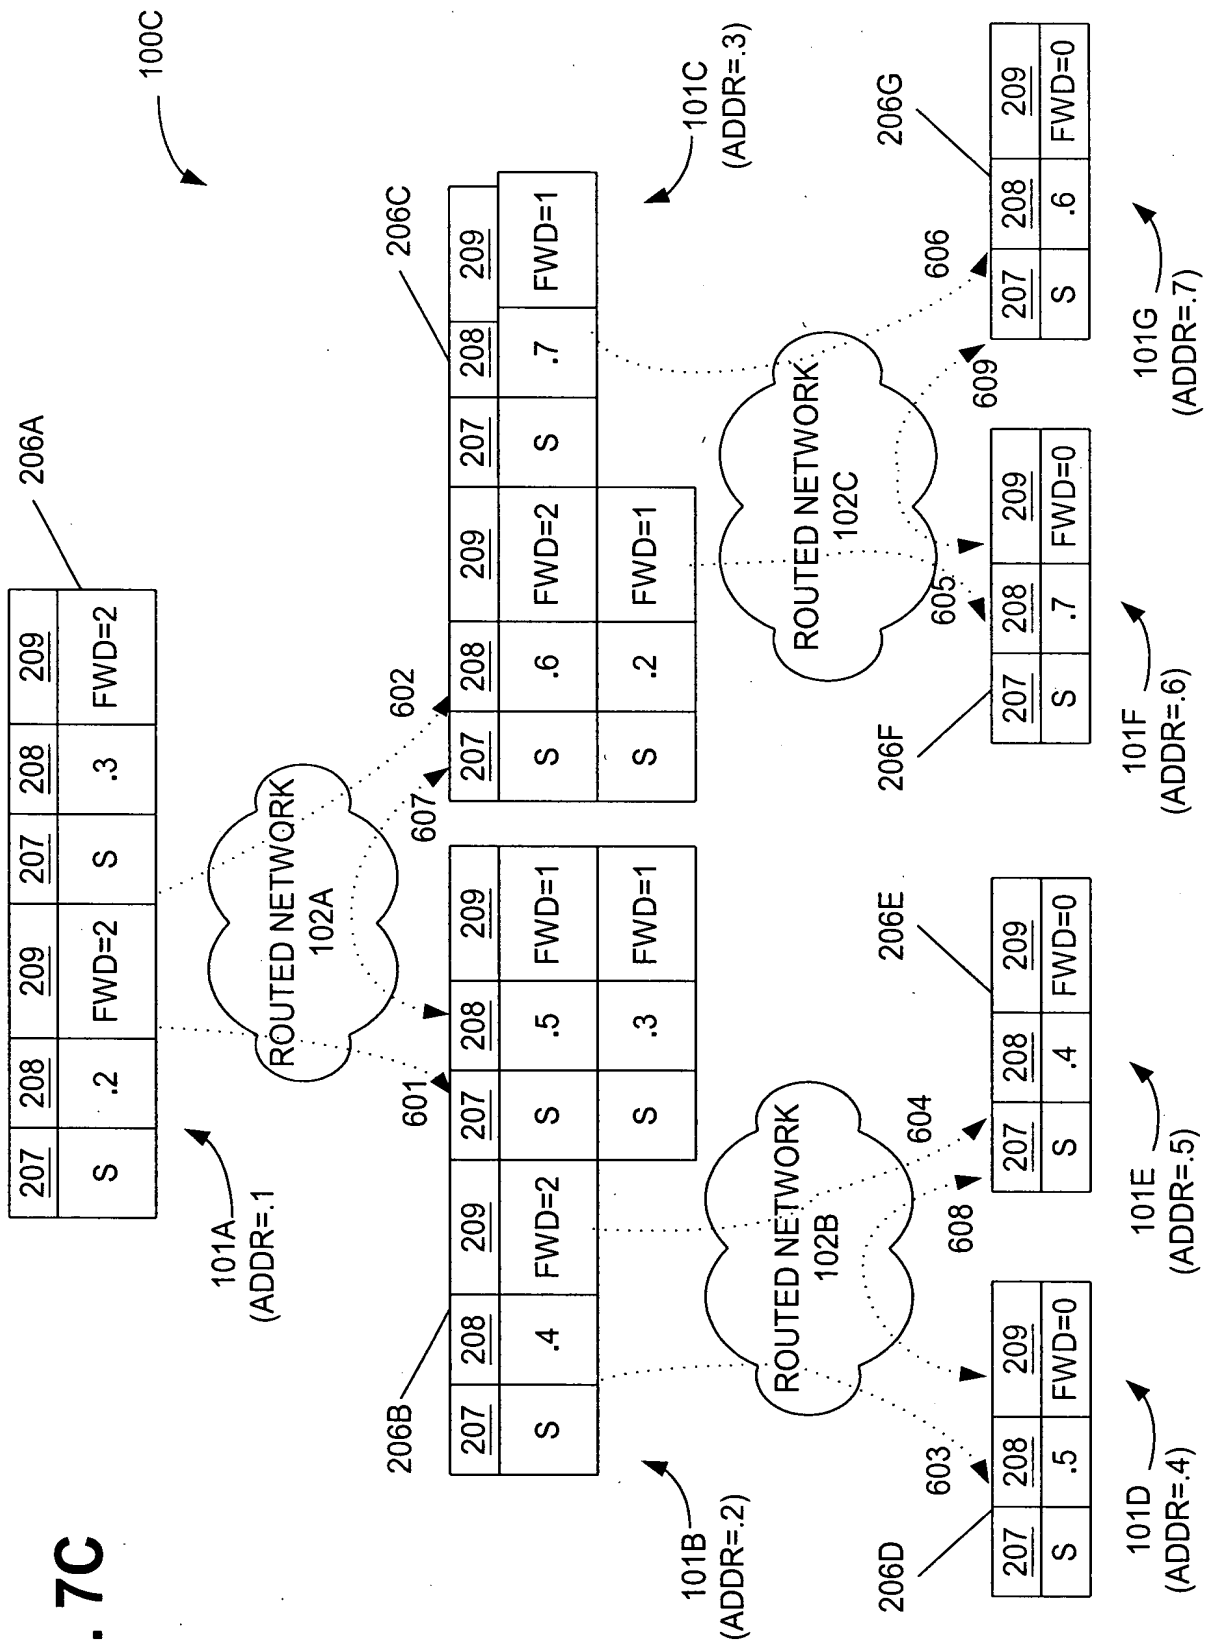 . 7C
100C
206A
207 208 209 207 208 209
S .2 FWD=2 S .3 FWD=2
101A
(ADDR=.1
ROUTED NETWORK
102A
601
602
607
206B
207 208 209 207 208 209
S .4 FWD=2 S .5 FWD=1
S .3 FWD=1
101B
(ADDR=.2)
206C
207 208 209 207 208 209
S .6 FWD=2 S .7 FWD=1
S .2 FWD=1
101C
(ADDR=.3)
ROUTED NETWORK
102B
603
604
608
ROUTED NETWORK
102C
605
606
609
206D
207 208 209
S .5 FWD=0
101D
(ADDR=.4)
206E
207 208 209
S .4 FWD=0
101E
(ADDR=.5)
206F
207 208 209
S .7 FWD=0
101F
(ADDR=.6)
206G
207 208 209
S .6 FWD=0
101G
(ADDR=.7)